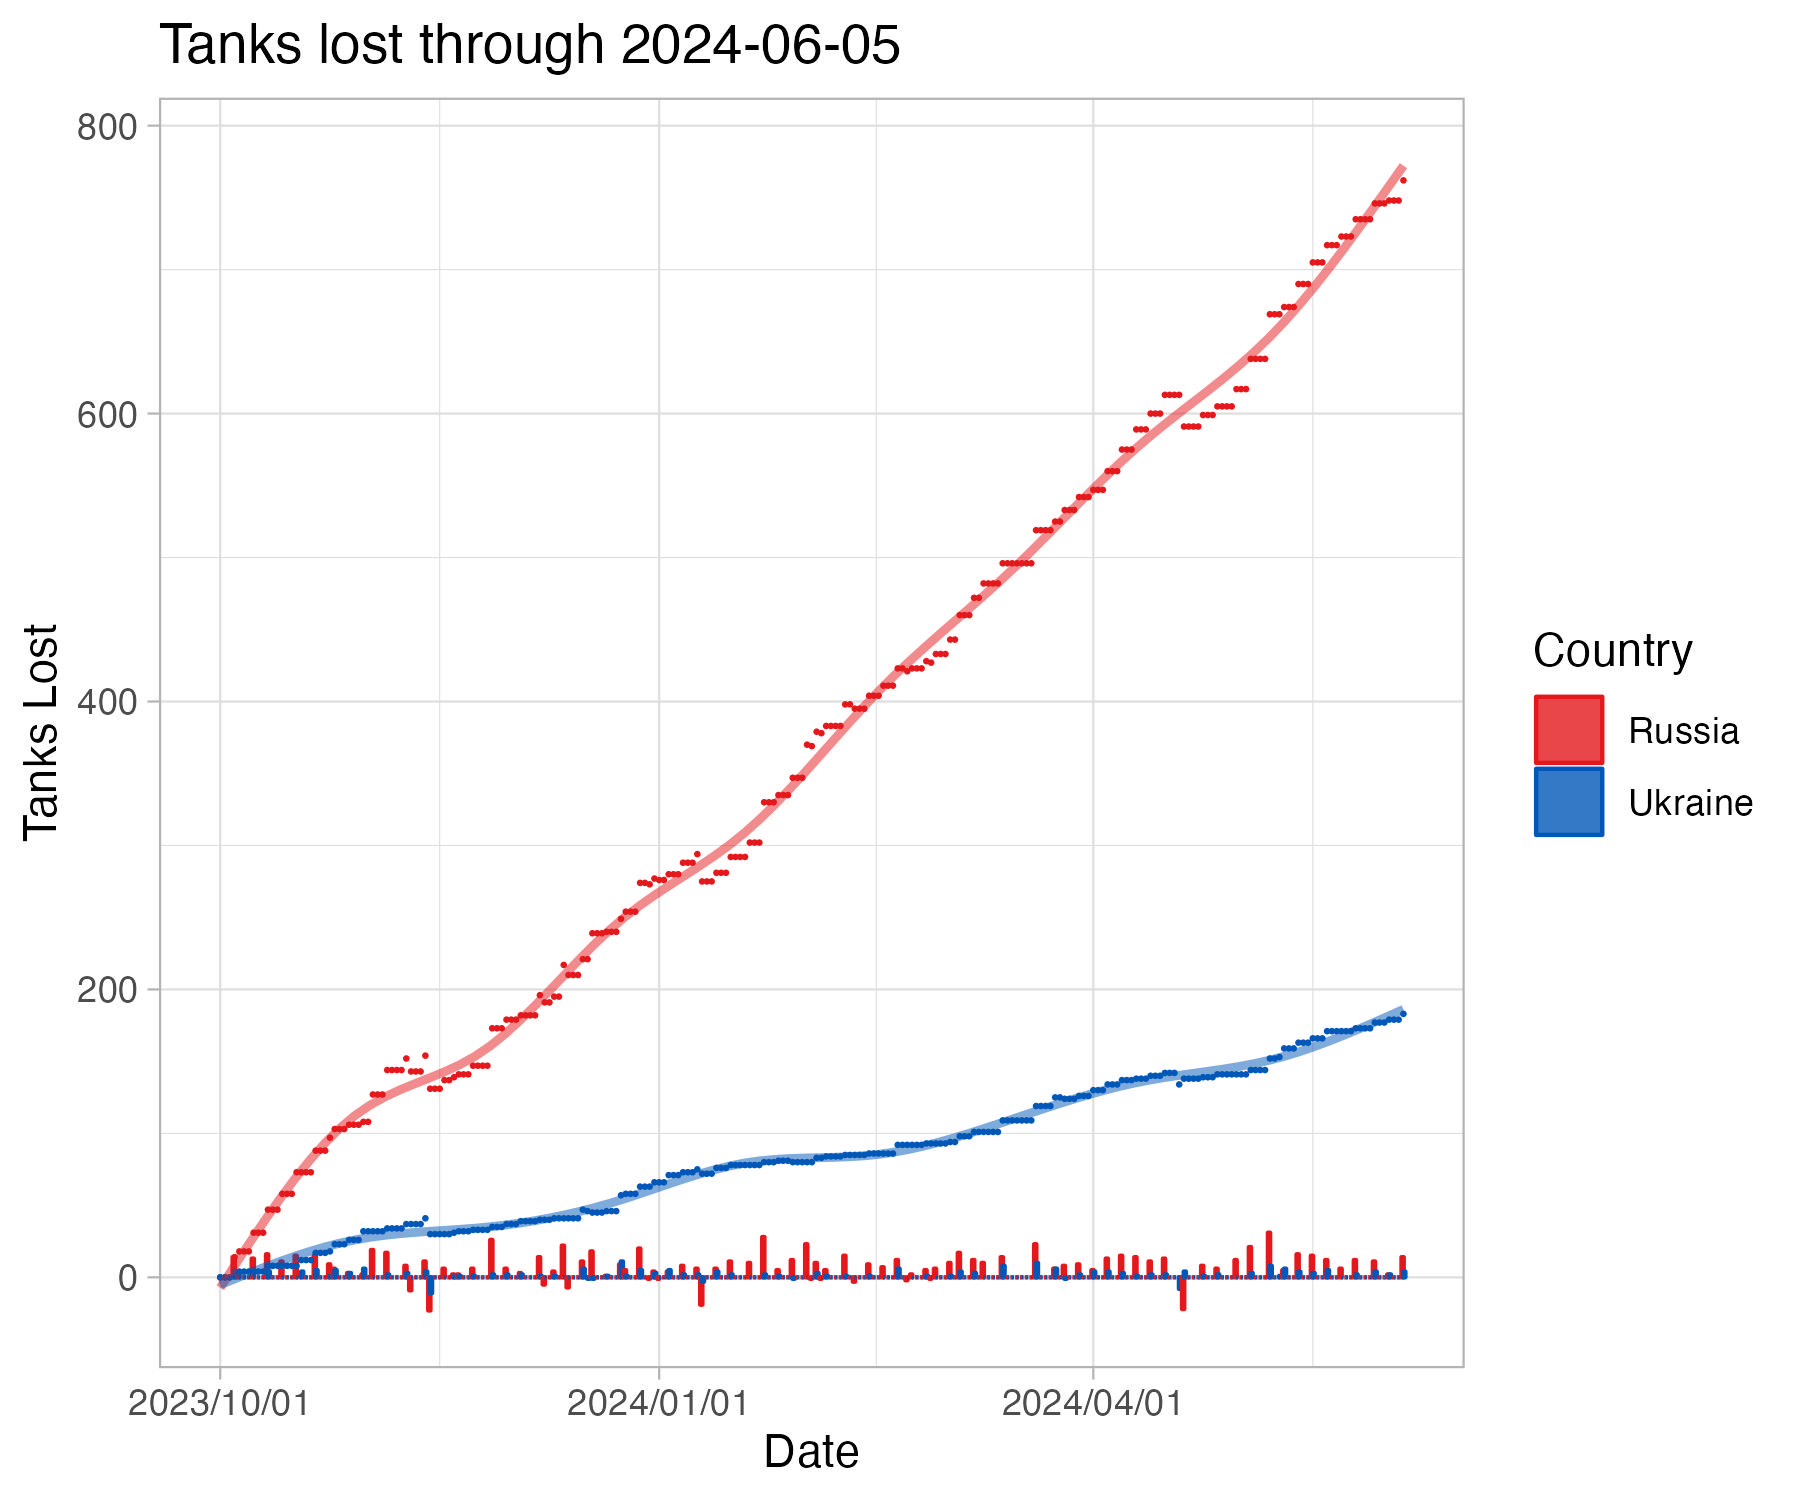 Tanks lost through 2024-06-05
Tanks Lost
800
600
400
200
0
2023/10/01
2024/01/01
2024/04/01
Date
Country
Russia
Ukraine